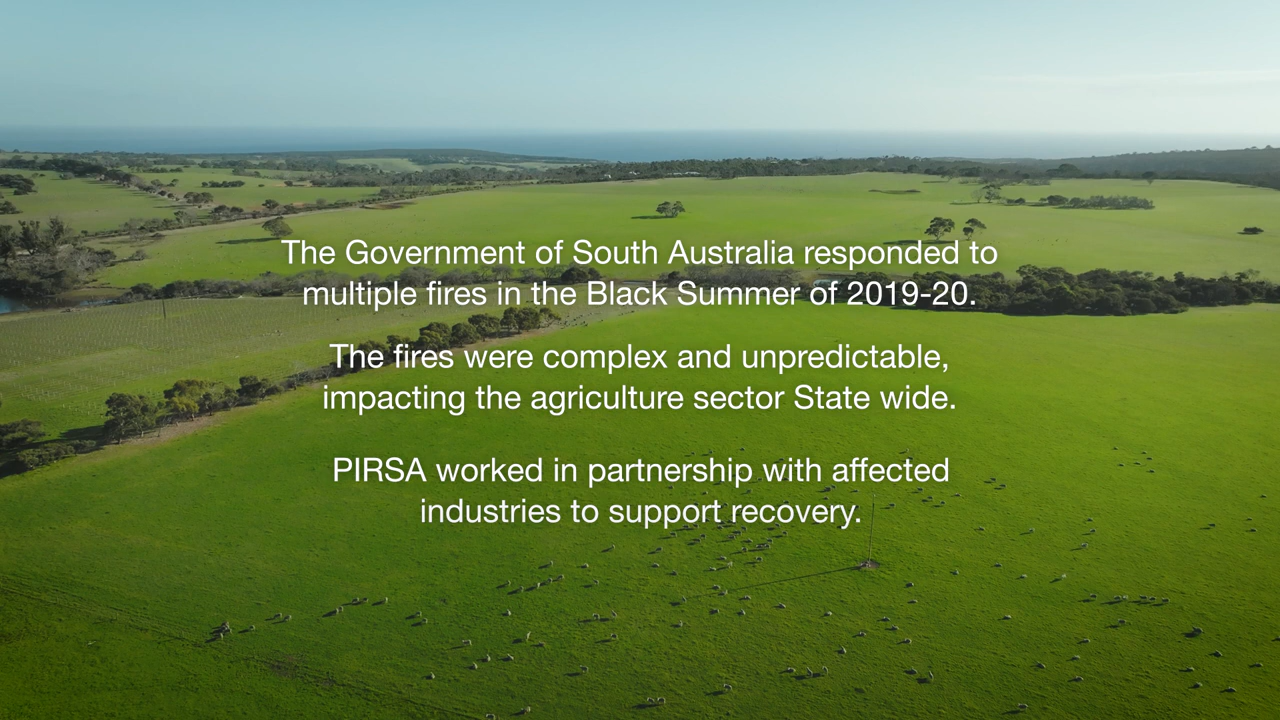 The Government of South Australia responded to
multiple fires in the Black Summer of 2019-20.
The fires were complex and unpredictable,
impacting the agriculture sector State wide.
PIRSA worked in partnership with affected
industries to support recovery.